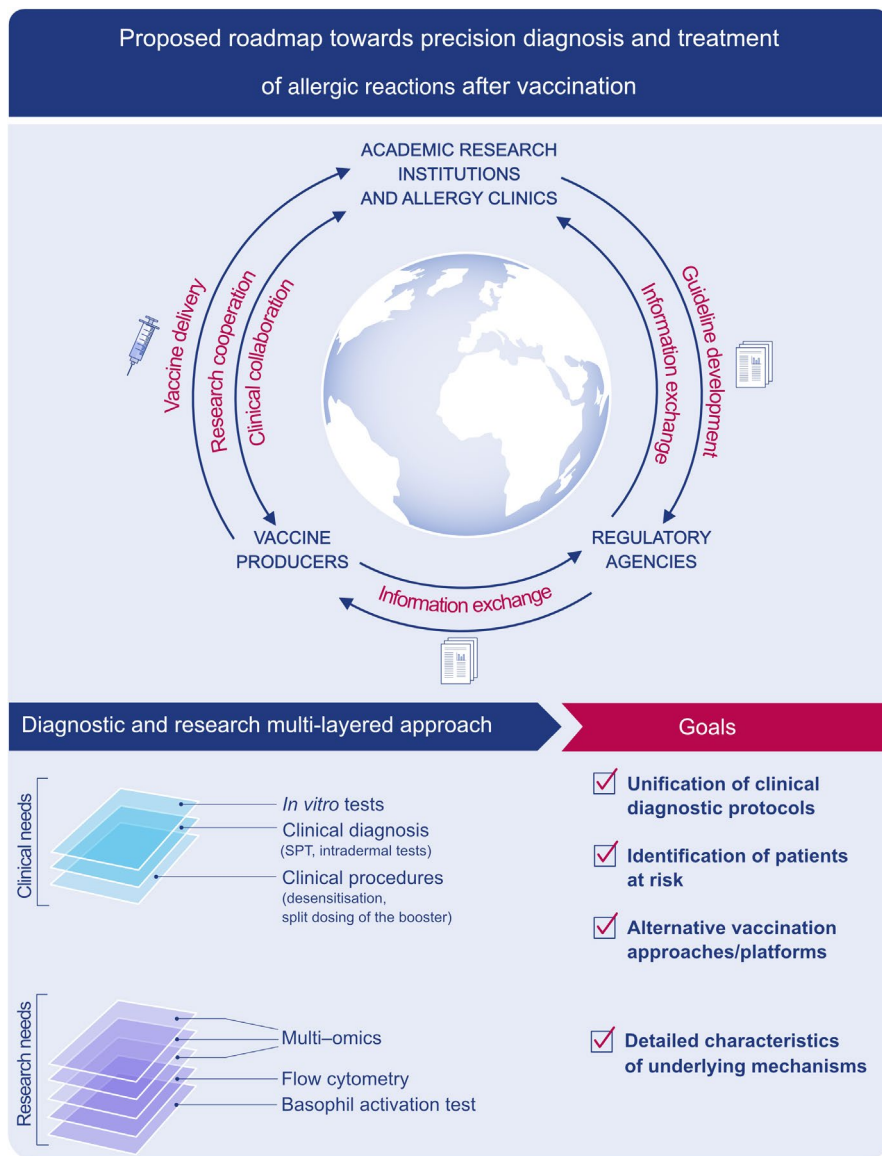 Proposed roadmap towards precision diagnosis and treatment
of allergic reactions after vaccination
ACADEMIC RESEARCH
INSTITUTIONS
AND ALLERGY CLINICS
Vaccine delivery
Research cooperation
Clinical collaboration
Information exchange
Guideline development
VACCINE
PRODUCERS
REGULATORY
AGENCIES
Information exchange
Diagnostic and research multi-layered approach
Goals
Clinical needs
In vitro tests
Clinical diagnosis
(SPT, intradermal tests)
Clinical procedures
(desensitisation,
split dosing of the booster)
Unification of clinical
diagnostic protocols
Identification of patients
at risk
Alternative vaccination
approaches/platforms
Research needs
Multi–omics
Flow cytometry
Basophil activation test
Detailed characteristics
of underlying mechanisms